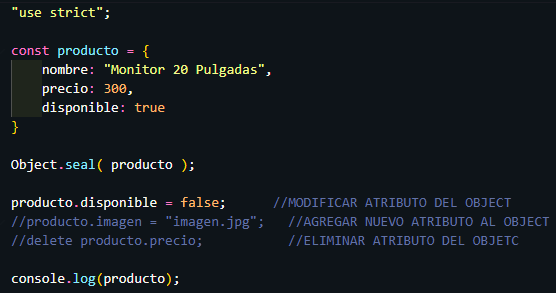 "use strict";
const producto = {
nombre: "Monitor 20 Pulgadas",
precio: 300,
disponible: true
}
Object.seal( producto );
producto.disponible = false; //MODIFICAR ATRIBUTO DEL OBJECT
//producto.imagen = "imagen.jpg"; //AGREGAR NUEVO ATRIBUTO AL OBJECT
//delete producto.precio; //ELIMINAR ATRIBUTO DEL OBJETC
console.log(producto);